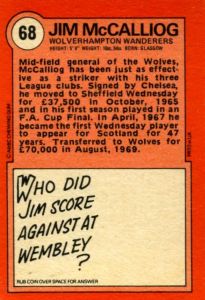 68
JIM McCALLIOG
WOLVERHAMPTON WANDERERS
Mid-field general of the Wolves,
McCalliog has been just as effect-
ive as a striker with his three
League clubs. Signed by Chelsea,
he moved to Sheffield Wednesday
for £37,500 in October, 1965
and in his first season played in an
F.A. Cup Final. In April, 1967 he
became the first Wednesday player
to appear for Scotland for 47
years. Transferred to Wolves for
£70,000 in August, 1969.
WHO DID
JIM SCORE
AGAINST AT
WEMBLEY?
RUB COIN OVER SPACE FOR ANSWER